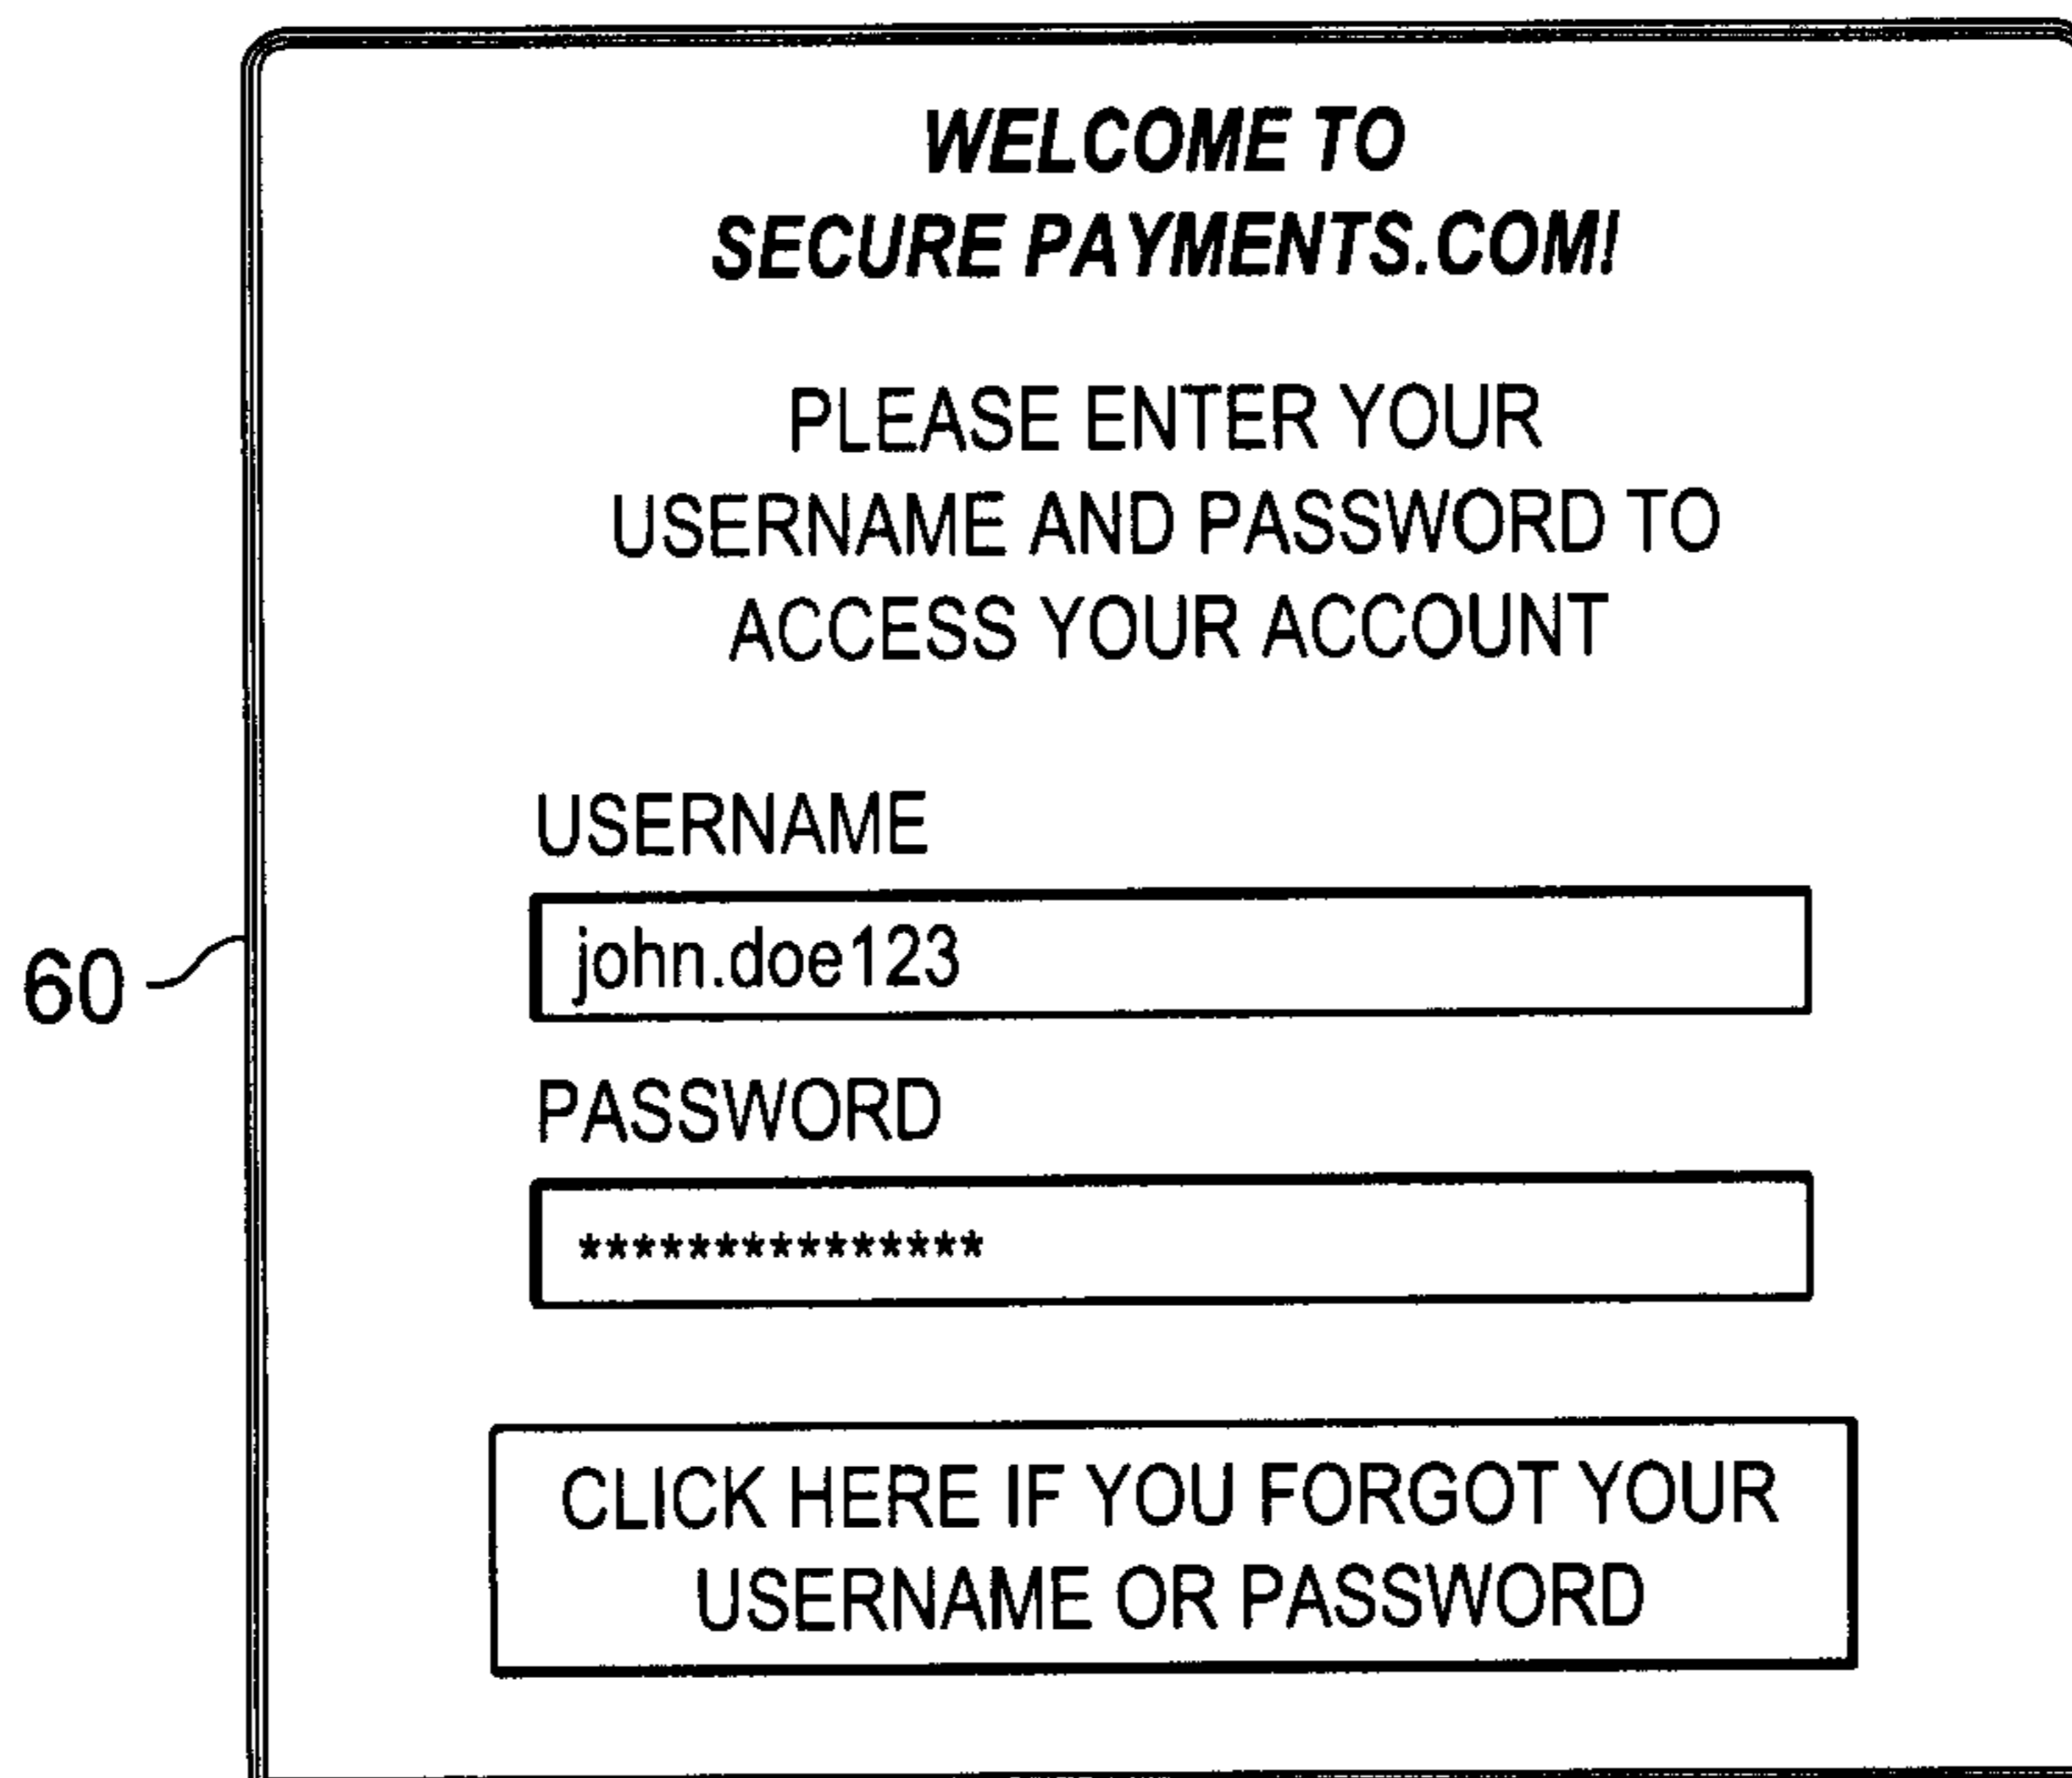 WELCOME TO
SECURE PAYMENTS.COM!
PLEASE ENTER YOUR
USERNAME AND PASSWORD TO
ACCESS YOUR ACCOUNT
USERNAME
john.doe123
60
PASSWORD
***************
CLICK HERE IF YOU FORGOT YOUR
USERNAME OR PASSWORD